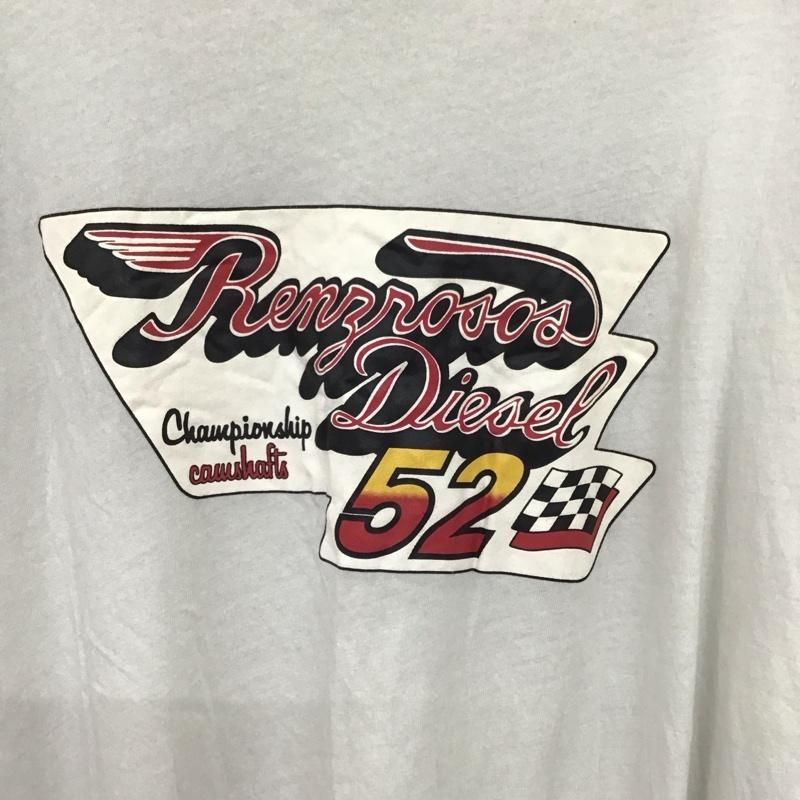 Renzrosos
Diesel
Championship
camshafts
52